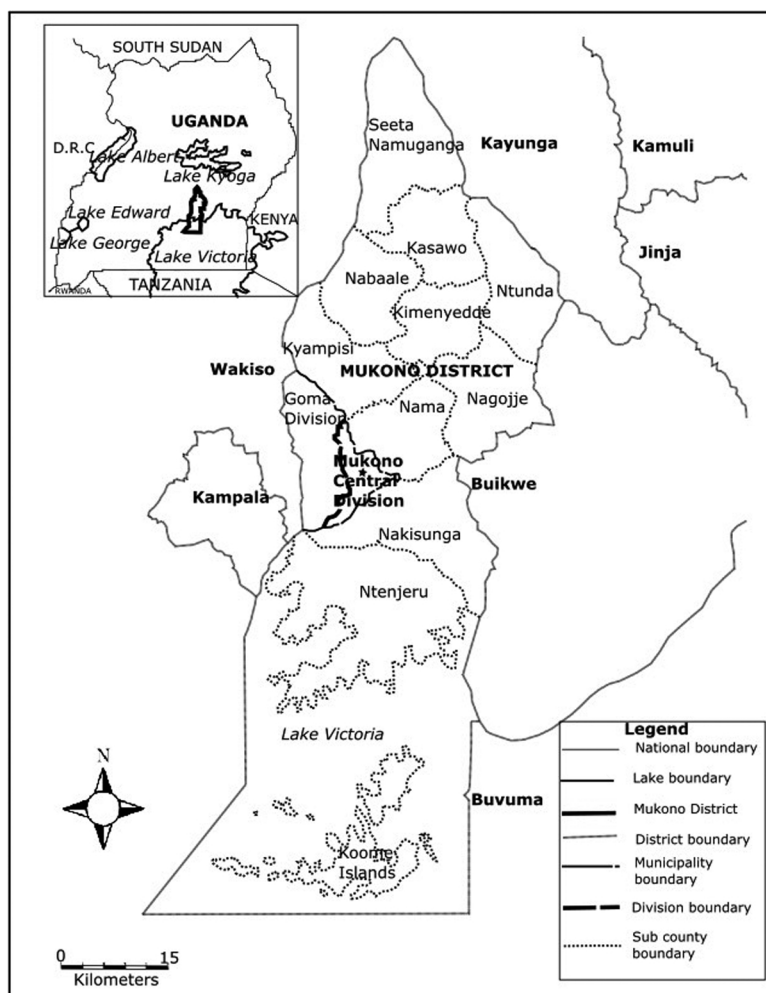 SOUTH SUDAN
UGANDA
D.R.C
Lake Albert
Lake Kyoga
Lake Edward
KENYA
Lake George
Lake Victoria
RWANDA
TANZANIA
Seeta
Namuganga
Kayunga
Kamuli
Kasawo
Jinja
Nabaale
Ntunda
Kimenyedde
Kyampisi
Wakiso
MUKONO DISTRICT
Goma
Division
Nama
Nagojje
Mukono
Central
Division
Kampala
Buikwe
Nakisunga
Ntenjeru
Lake Victoria
N
Buvuma
Koome
Islands
0 15
Kilometers
Legend
National boundary
Lake boundary
Mukono District
District boundary
Municipality
boundary
Division boundary
Sub county
boundary